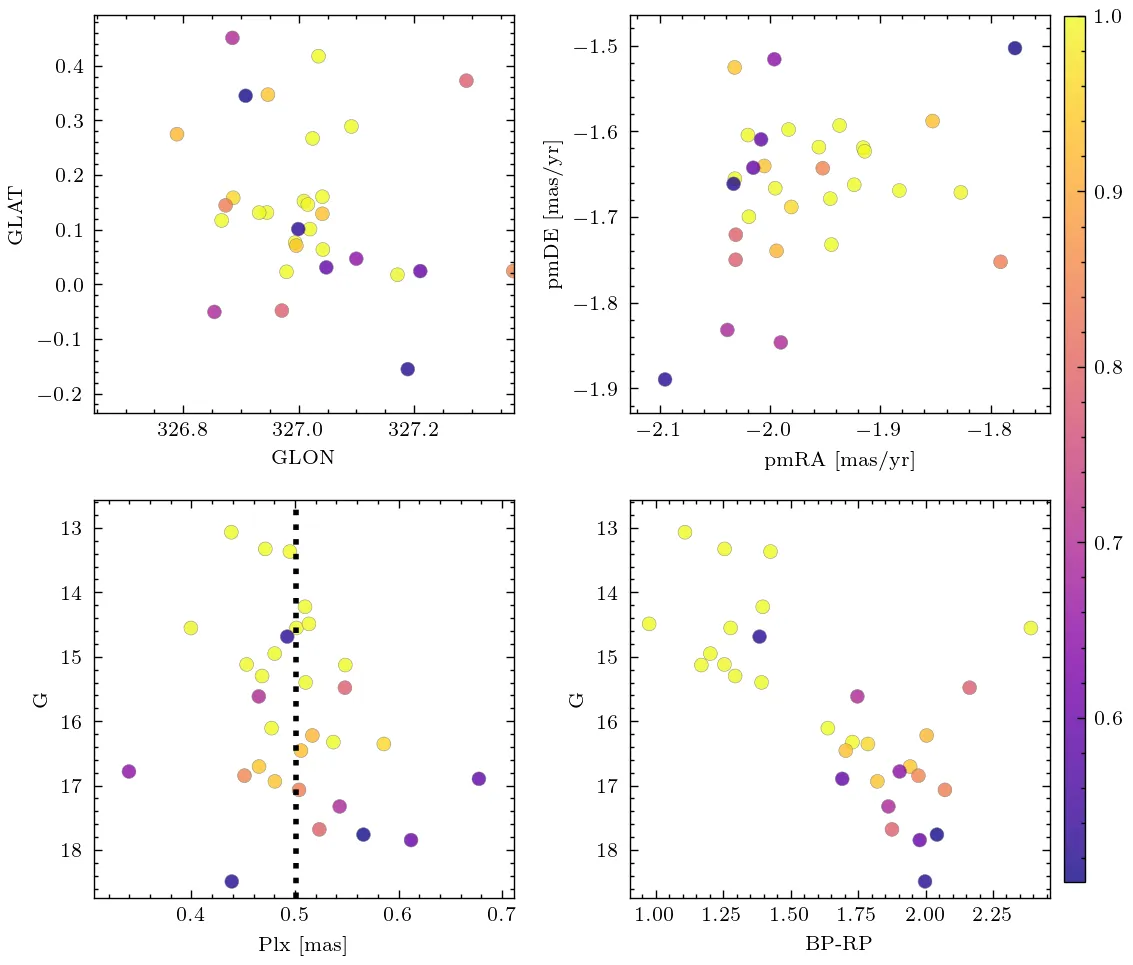 0.4
0.3
0.2
0.1
0.0
−0.1
−0.2
GLAT
326.8 327.0 327.2
GLON
−1.5
−1.6
−1.7
−1.8
−1.9
pmDE [mas/yr]
−2.1 −2.0 −1.9 −1.8
pmRA [mas/yr]
1.0
0.9
0.8
0.7
0.6
13
14
15
16
17
18
G
0.4 0.5 0.6 0.7
Plx [mas]
13
14
15
16
17
18
G
1.00 1.25 1.50 1.75 2.00 2.25
BP-RP